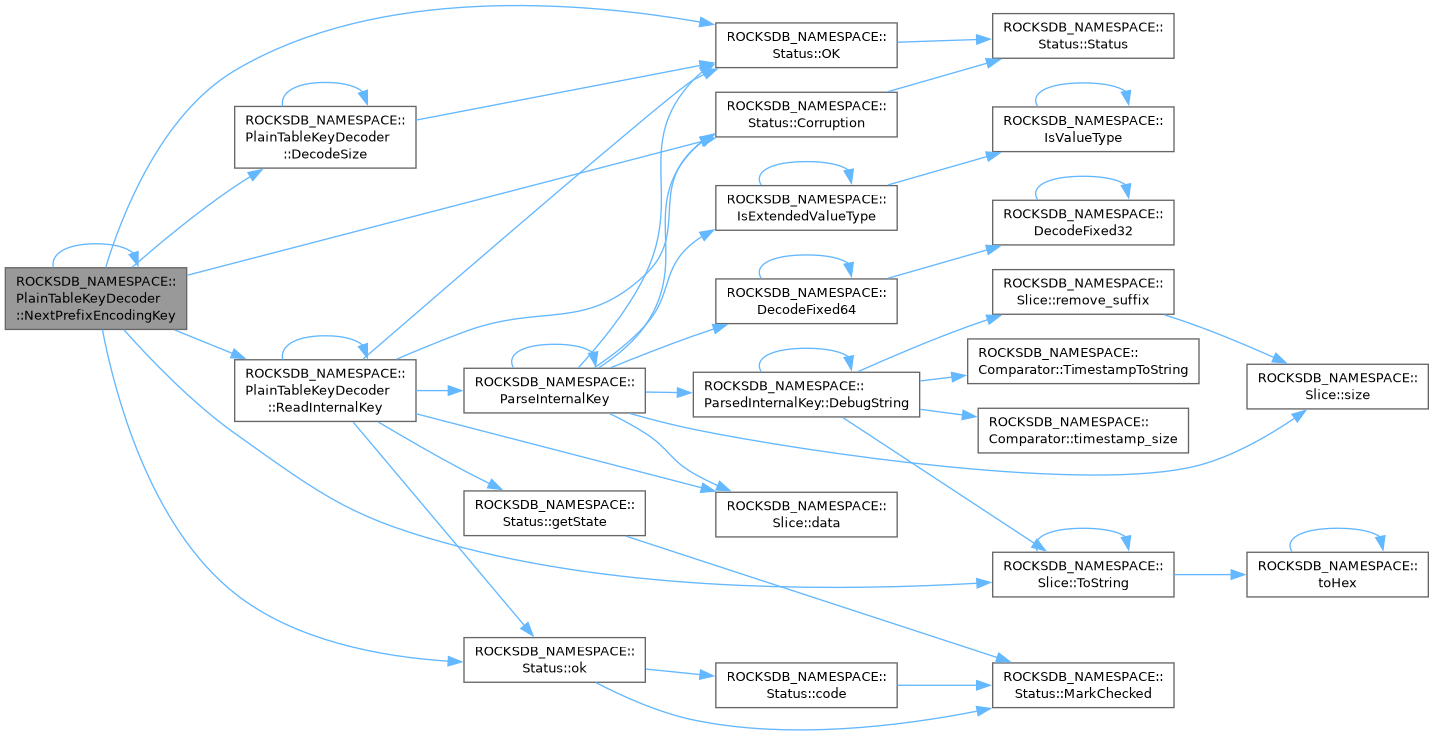 ROCKSDB_NAMESPACE::
PlainTableKeyDecoder
::NextPrefixEncodingKey
ROCKSDB_NAMESPACE::
PlainTableKeyDecoder
::DecodeSize
ROCKSDB_NAMESPACE::
PlainTableKeyDecoder
::ReadInternalKey
ROCKSDB_NAMESPACE::
ParseInternalKey
ROCKSDB_NAMESPACE::
Status::getState
ROCKSDB_NAMESPACE::
Status::ok
ROCKSDB_NAMESPACE::
Status::OK
ROCKSDB_NAMESPACE::
Status::Corruption
ROCKSDB_NAMESPACE::
IsExtendedValueType
ROCKSDB_NAMESPACE::
DecodeFixed64
ROCKSDB_NAMESPACE::
ParsedInternalKey::DebugString
ROCKSDB_NAMESPACE::
Slice::data
ROCKSDB_NAMESPACE::
Status::code
ROCKSDB_NAMESPACE::
Status::Status
ROCKSDB_NAMESPACE::
IsValueType
ROCKSDB_NAMESPACE::
DecodeFixed32
ROCKSDB_NAMESPACE::
Slice::remove_suffix
ROCKSDB_NAMESPACE::
Comparator::TimestampToString
ROCKSDB_NAMESPACE::
Comparator::timestamp_size
ROCKSDB_NAMESPACE::
Slice::ToString
ROCKSDB_NAMESPACE::
Status::MarkChecked
ROCKSDB_NAMESPACE::
Slice::size
ROCKSDB_NAMESPACE::
toHex